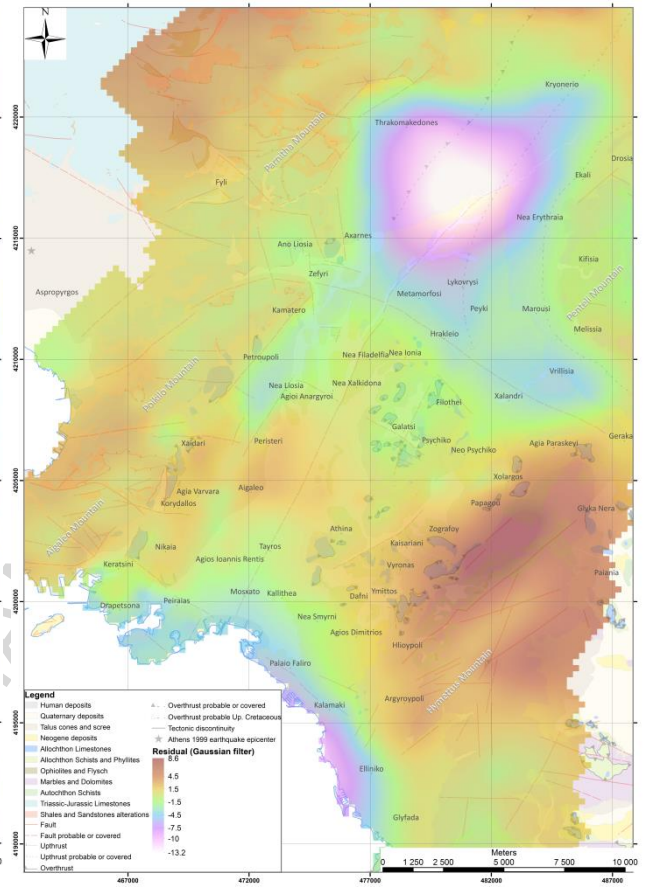 N
Kryonerio
4220000
Thrakomakedones
Parnitha Mountain
Drosia
Ekali
Fyli
Nea Erythraia
4215000
Axarnes
Ano Liosia
Kifisia
Zefyri
Lykovrysi
Aspropyrgos
Metamorfosi
Penteli Mountain
Kamatero
Peyki
Marousi
Hrakleio
Melissia
4210000
Petroupoli
Nea Filadelfia
Nea Ionia
Poikilo Mountain
Vrilissia
Nea Liosia
Nea Xalkidona
Agioi Anargyroi
Xalandri
Filothei
Galatsi
Xaidari
Peristeri
Psychiko
Agia Paraskeyi
Geraka
Neo Psychiko
4205000
Xolargos
Agia Varvara
Aigaleo
Korydallos
Papagou
Glyka Nera
Aigaleo Mountain
Athina
Zografoy
Nikaia
Tayros
Kaisariani
Agios Ioannis Rentis
Keratsini
Vyronas
Paiania
4200000
Drapetsona
Peiraias
Moskato
Kallithea
Dafni
Ymittos
Nea Smyrni
Agios Dimitrios
Hlioypoli
Palaio Faliro
Hymettus Mountain
Argyroypoli
Kalamaki
4195000
Elliniko
Glyfada
4190000
Legend
Human deposits
Quaternary deposits
Talus cones and scree
Neogene deposits
Allochthon Limestones
Allochthon Schists and Phyllites
Ophiolites and Flysch
Marbles and Dolomites
Autochthon Schists
Triassic-Jurassic Limestones
Shales and Sandstones alterations
Fault
Fault probable or covered
Upthrust
Upthrust probable or covered
Overthrust
Overthrust probable or covered
Overthrust probable Up. Cretaceous
Tectonic discontinuity
Athens 1999 earthquake epicenter
Residual (Gaussian filter)
8.6
4.5
1.5
-1.5
-4.5
-7.5
-10
-13.2
Meters
0 1 250 2 500 5 000 7 500 10 000
467000 472000 477000 482000 487000